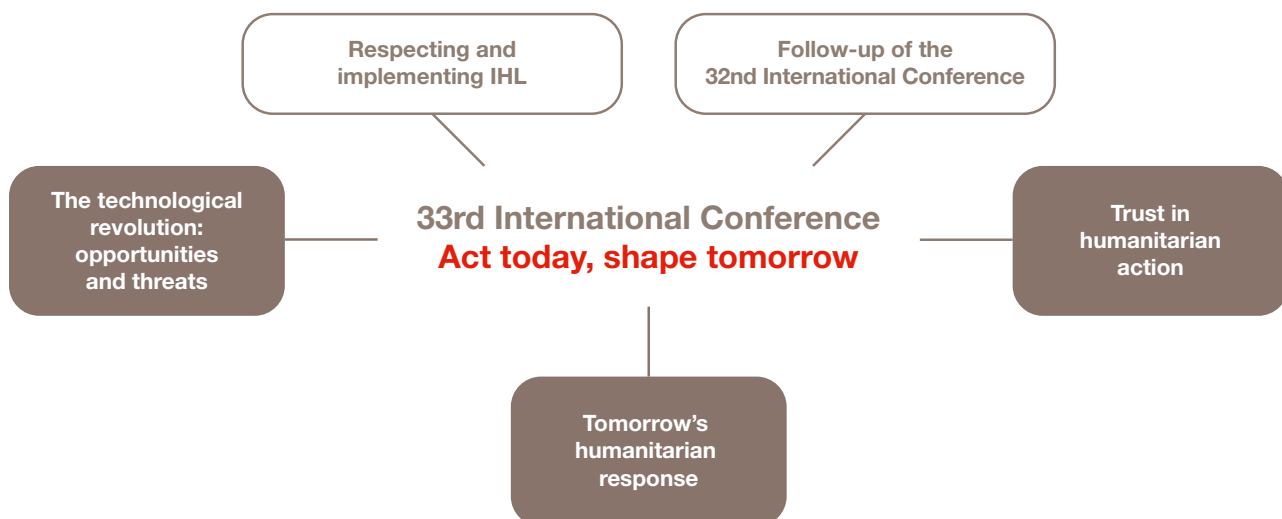 Respecting and
implementing IHL
Follow-up of the
32nd International Conference
The technological
revolution:
opportunities
and threats
33rd International Conference
Act today, shape tomorrow
Trust in
humanitarian
action
Tomorrow’s
humanitarian
response